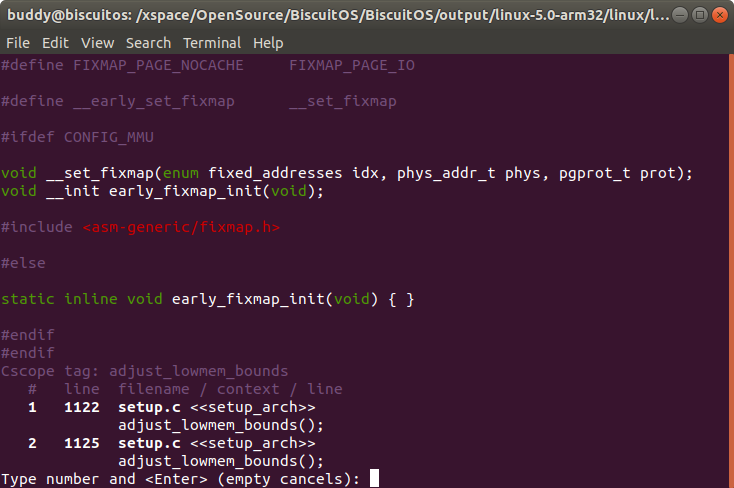 buddy@biscuitos: /xspace/OpenSource/BiscuitOS/BiscuitOS/output/linux-5.0-arm32/linux/l...
File Edit View Search Terminal Help
#define FIXMAP_PAGE_NOCACHE     FIXMAP_PAGE_IO
#define __early_set_fixmap      __set_fixmap
#ifdef CONFIG_MMU
void __set_fixmap(enum fixed_addresses idx, phys_addr_t phys, pgprot_t prot);
void __init early_fixmap_init(void);
#include <asm-generic/fixmap.h>
#else
static inline void early_fixmap_init(void) { }
#endif
#endif
Cscope tag: adjust_lowmem_bounds
   #   line  filename / context / line
   1   1122  setup.c <<setup_arch>>
             adjust_lowmem_bounds();
   2   1125  setup.c <<setup_arch>>
             adjust_lowmem_bounds();
Type number and <Enter> (empty cancels):